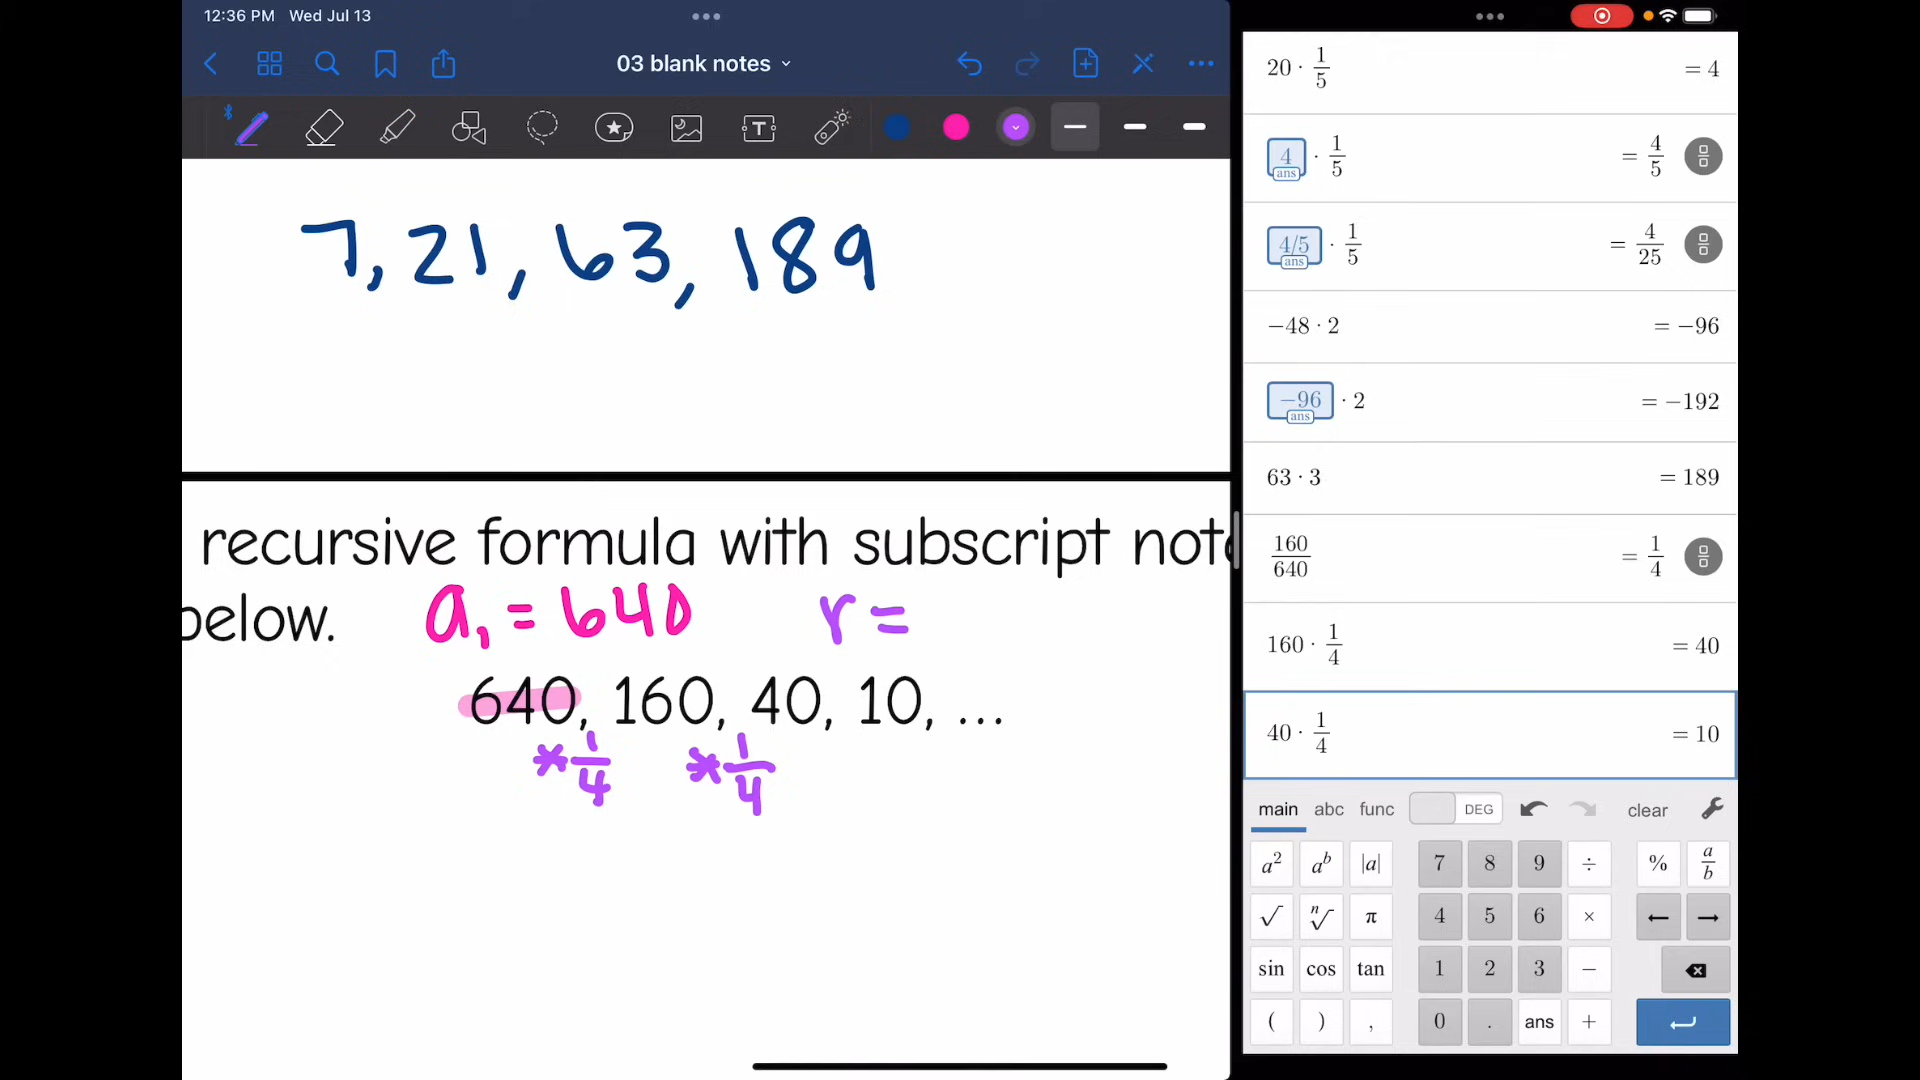 12:36 PM Wed Jul 13
03 blank notes
7, 21, 63, 189
recursive formula with subscript not
below. a₁ = 640 r =
640, 160, 40, 10, ...
*1/4 *1/4
20 · 1/5 = 4
4 ans · 1/5 = 4/5
4/5 ans · 1/5 = 4/25
−48 · 2 = −96
−96 ans · 2 = −192
63 · 3 = 189
160/640 = 1/4
160 · 1/4 = 40
40 · 1/4 = 10
main abc func DEG clear
a² aᵇ |a| 7 8 9 ÷ % a/b
√ ⁿ√ π 4 5 6 × ← →
sin cos tan 1 2 3 −
( ) , 0 . ans +